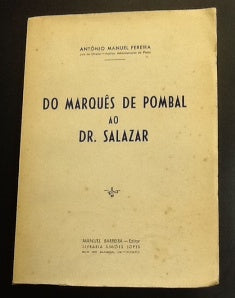 ANTÓNIO MANUEL PEREIRA
DO MARQUÊS DE POMBAL
AO
DR. SALAZAR
MANUEL BARREIRA — Editor
LIVRARIA SIMÕES LOPES